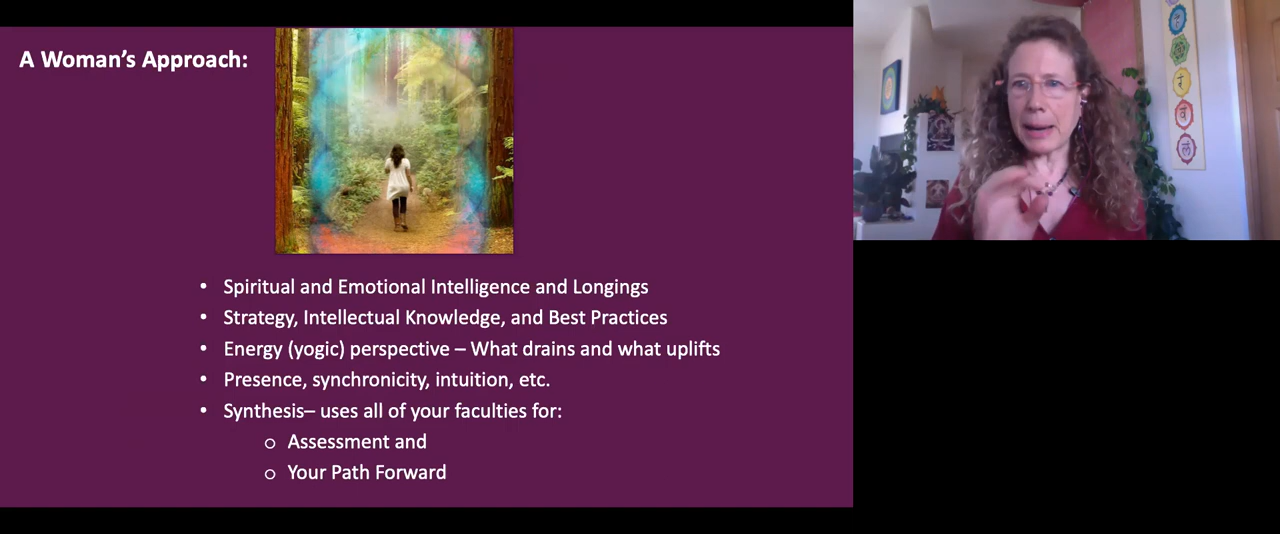 A Woman's Approach:
• Spiritual and Emotional Intelligence and Longings
• Strategy, Intellectual Knowledge, and Best Practices
• Energy (yogic) perspective – What drains and what uplifts
• Presence, synchronicity, intuition, etc.
• Synthesis– uses all of your faculties for:
o Assessment and
o Your Path Forward